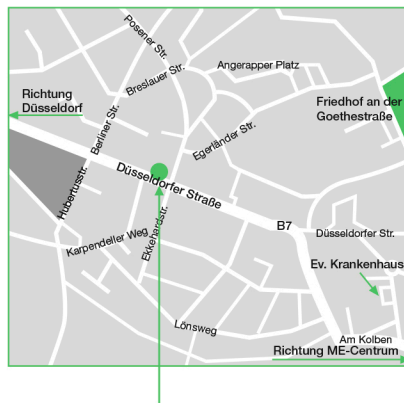 Posener Str.
Angerapper Platz
Breslauer Str.
Richtung
Düsseldorf
Friedhof an der
Goethestraße
Berliner Str.
Egerländer Str.
Düsseldorfer Straße
Hubertusstr.
B7
Düsseldorfer Str.
Karpendeller Weg
Ekkehardstr.
Ev. Krankenhaus
Lönsweg
Am Kolben
Richtung ME-Centrum